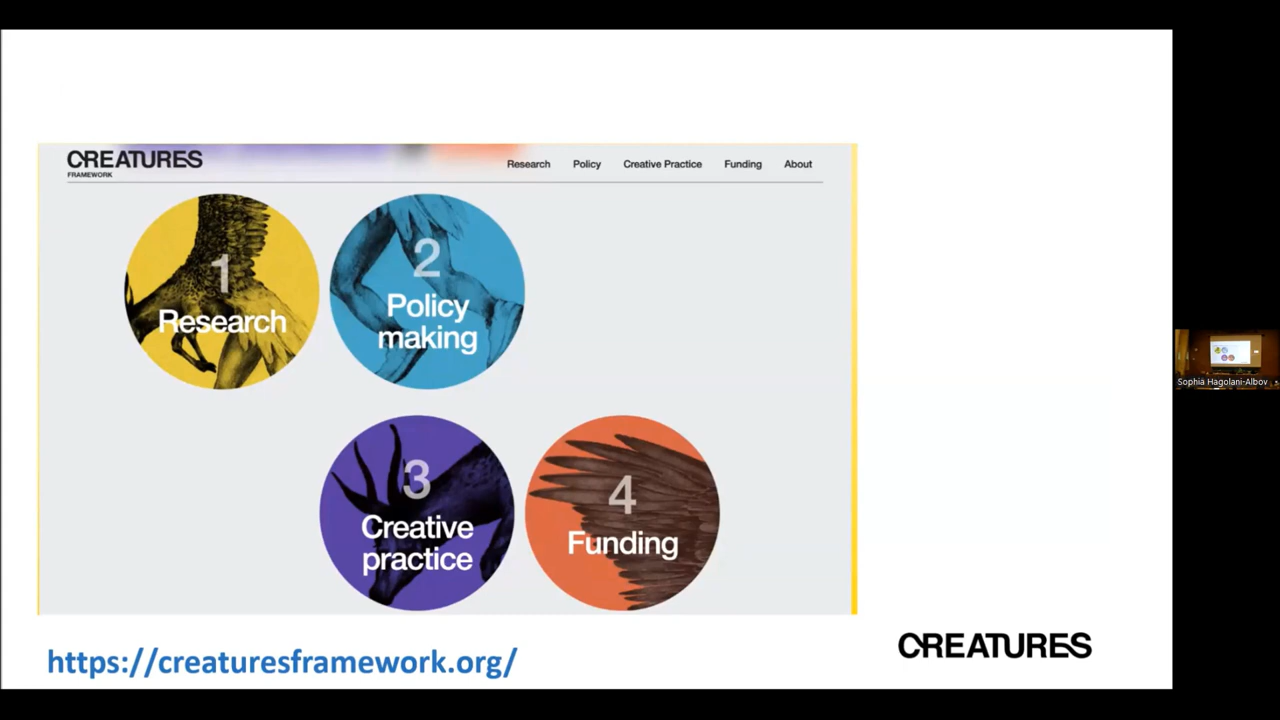 CREATURES
FRAMEWORK
Research Policy Creative Practice Funding About
1
Research
2
Policy
making
3
Creative
practice
4
Funding
https://creaturesframework.org/
CREATURES
Sophia Hagolani-Albov